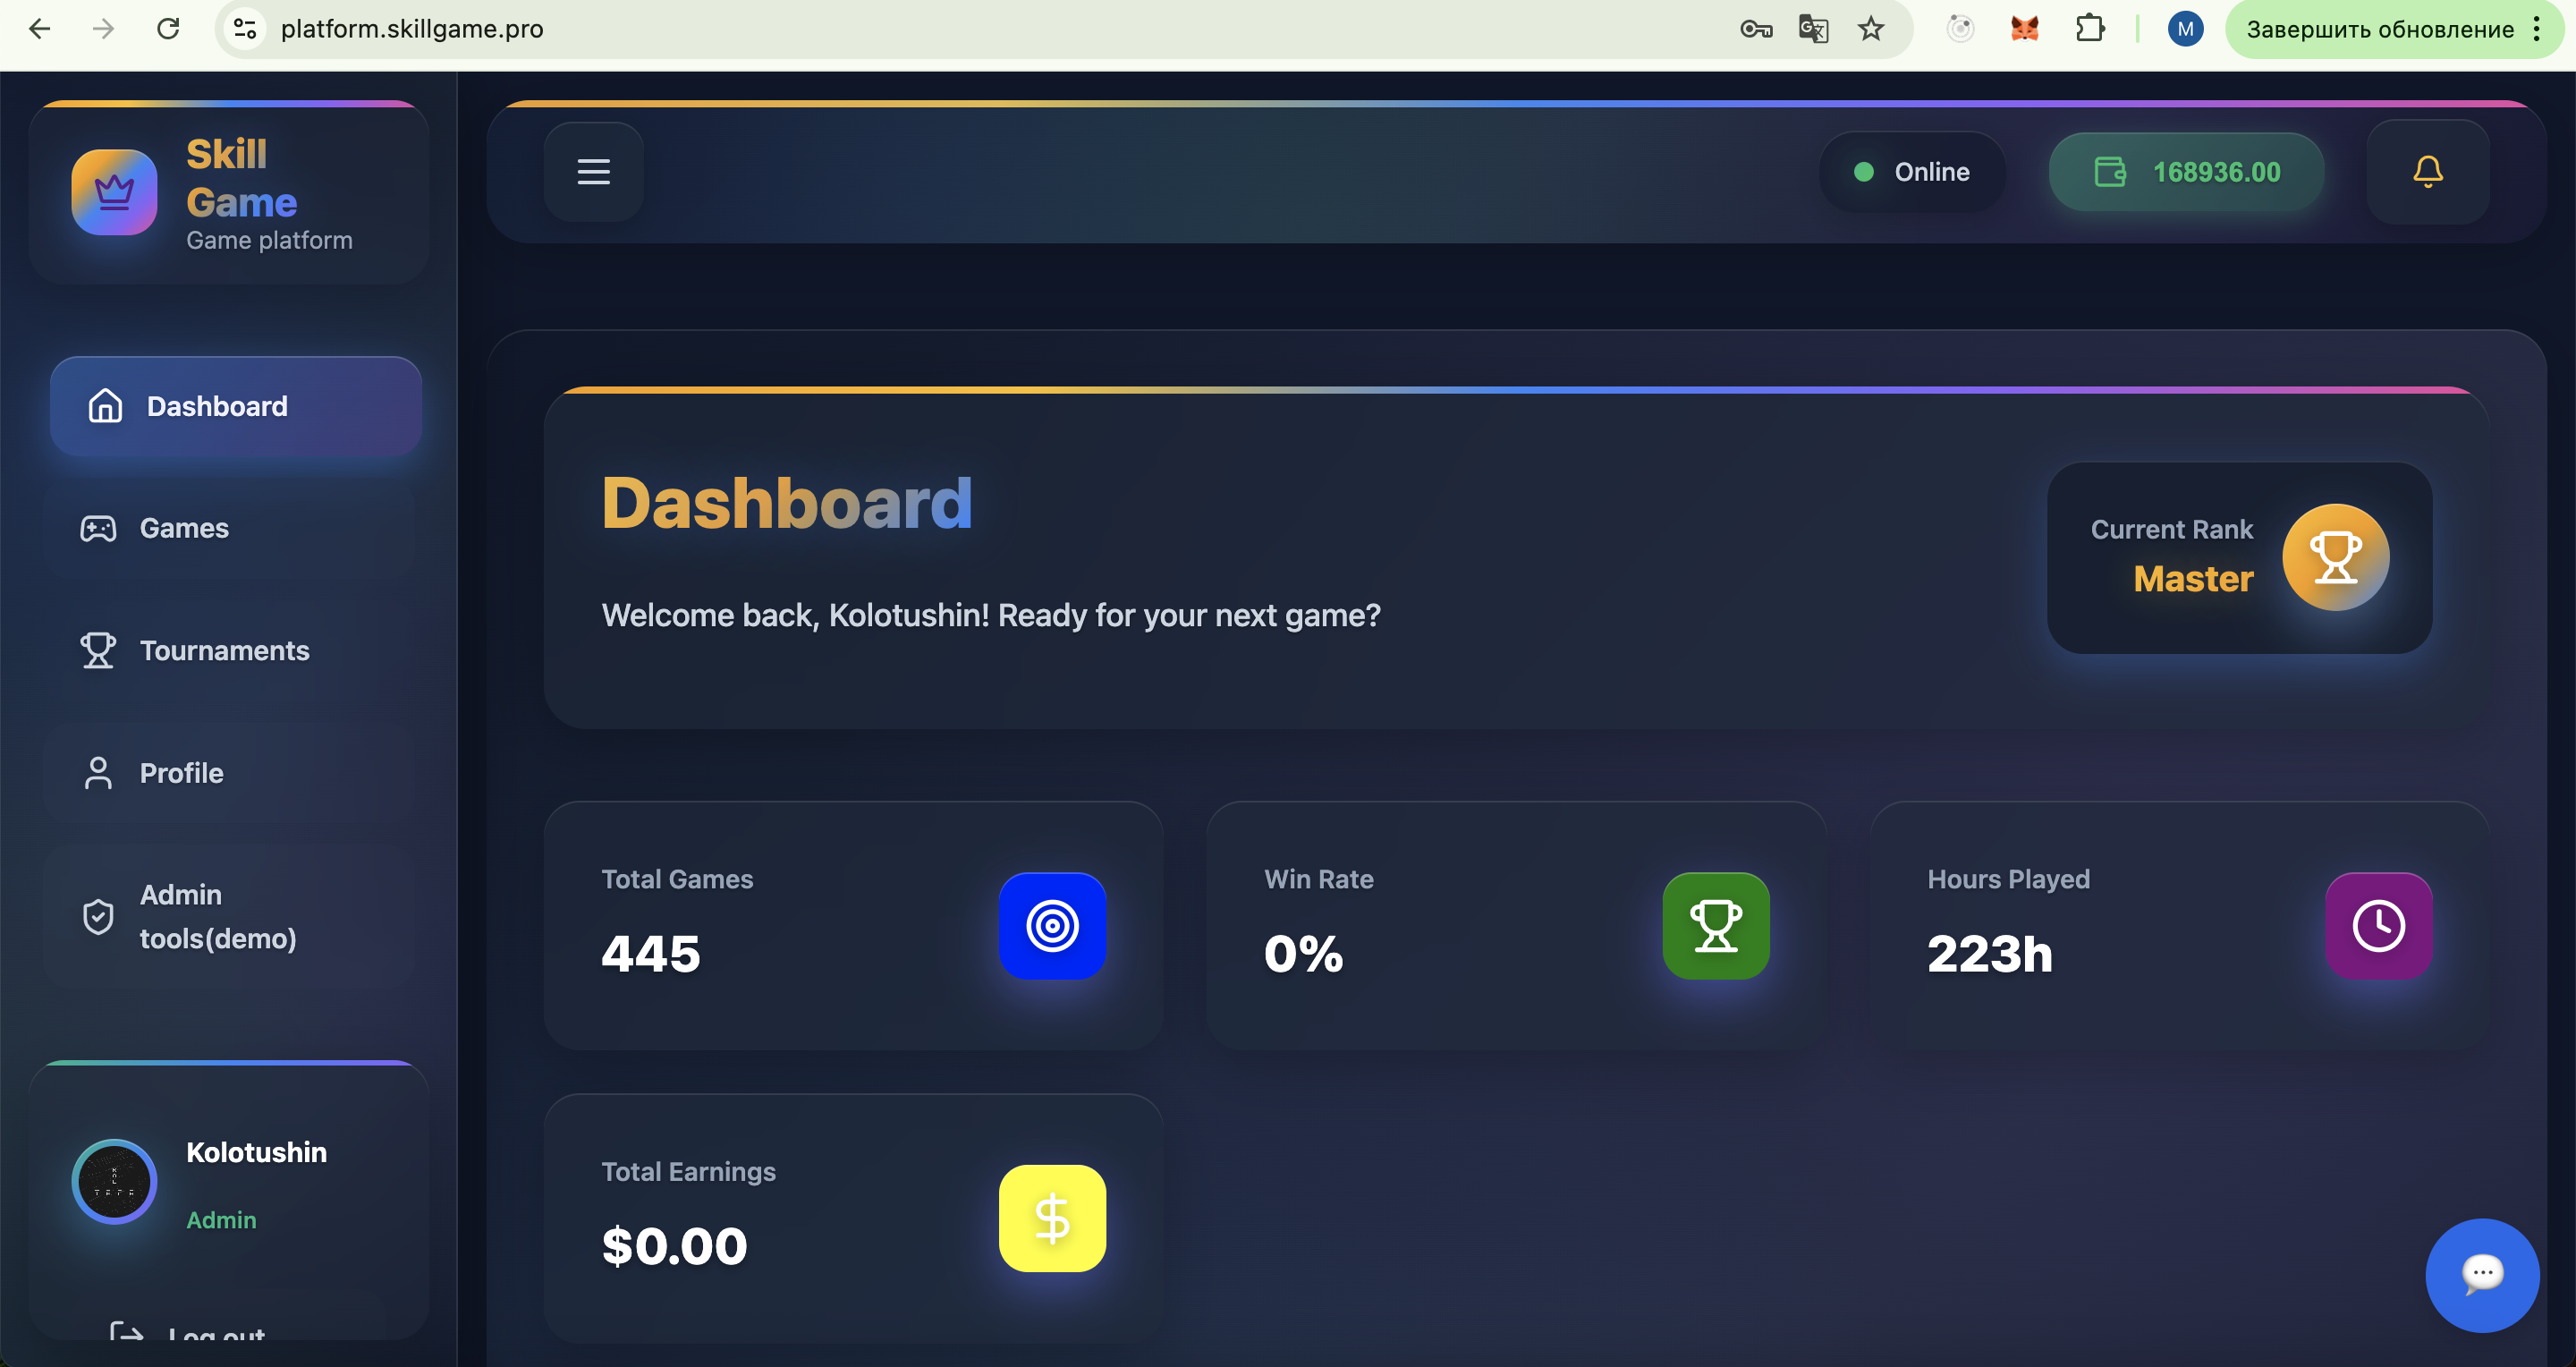 platform.skillgame.pro
M
Завершить обновление
Skill
Game
Game platform
Online
168936.00
Dashboard
Games
Tournaments
Profile
Admin
tools(demo)
Kolotushin
Admin
Log out
Dashboard
Welcome back, Kolotushin! Ready for your next game?
Current Rank
Master
Total Games
445
Win Rate
0%
Hours Played
223h
Total Earnings
$0.00